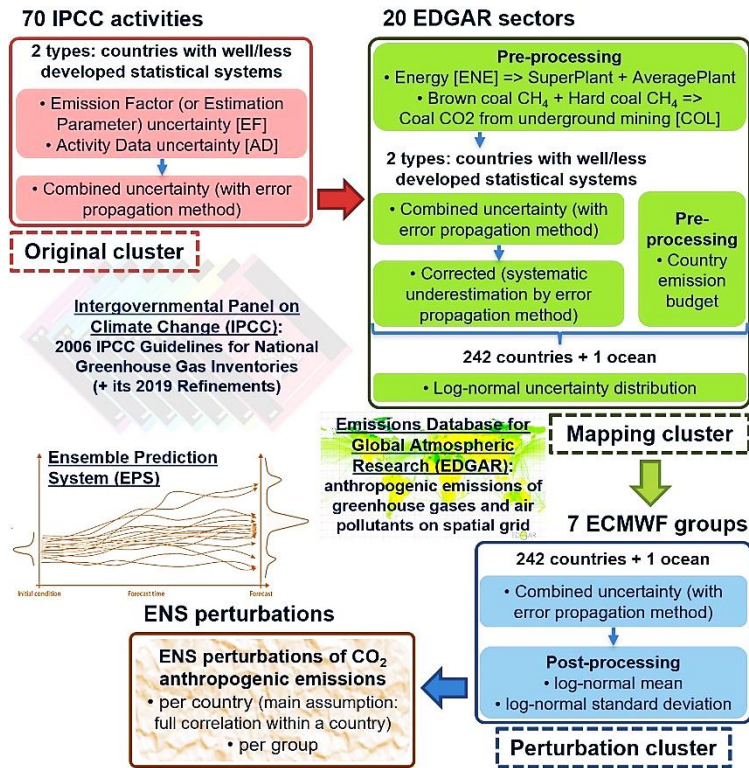 70 IPCC activities
2 types: countries with well/less
developed statistical systems
• Emission Factor (or Estimation
Parameter) uncertainty [EF]
• Activity Data uncertainty [AD]
• Combined uncertainty (with error
propagation method)
Original cluster
Intergovernmental Panel on
Climate Change (IPCC):
2006 IPCC Guidelines for National
Greenhouse Gas Inventories
(+ its 2019 Refinements)
20 EDGAR sectors
Pre-processing
• Energy [ENE] => SuperPlant + AveragePlant
• Brown coal CH₄ + Hard coal CH₄ =>
Coal CO2 from underground mining [COL]
2 types: countries with well/less
developed statistical systems
• Combined uncertainty (with
error propagation method)
• Corrected (systematic
underestimation by error
propagation method)
Pre-
processing
• Country
emission
budget
242 countries + 1 ocean
• Log-normal uncertainty distribution
Mapping cluster
Emissions Database for
Global Atmospheric
Research (EDGAR):
anthropogenic emissions of
greenhouse gases and air
pollutants on spatial grid
EDGAR
Ensemble Prediction
System (EPS)
Initial condition
Forecast time
Forecast
7 ECMWF groups
242 countries + 1 ocean
• Combined uncertainty (with
error propagation method)
Post-processing
• log-normal mean
• log-normal standard deviation
Perturbation cluster
ENS perturbations
ENS perturbations of CO₂
anthropogenic emissions
• per country (main assumption:
full correlation within a country)
• per group